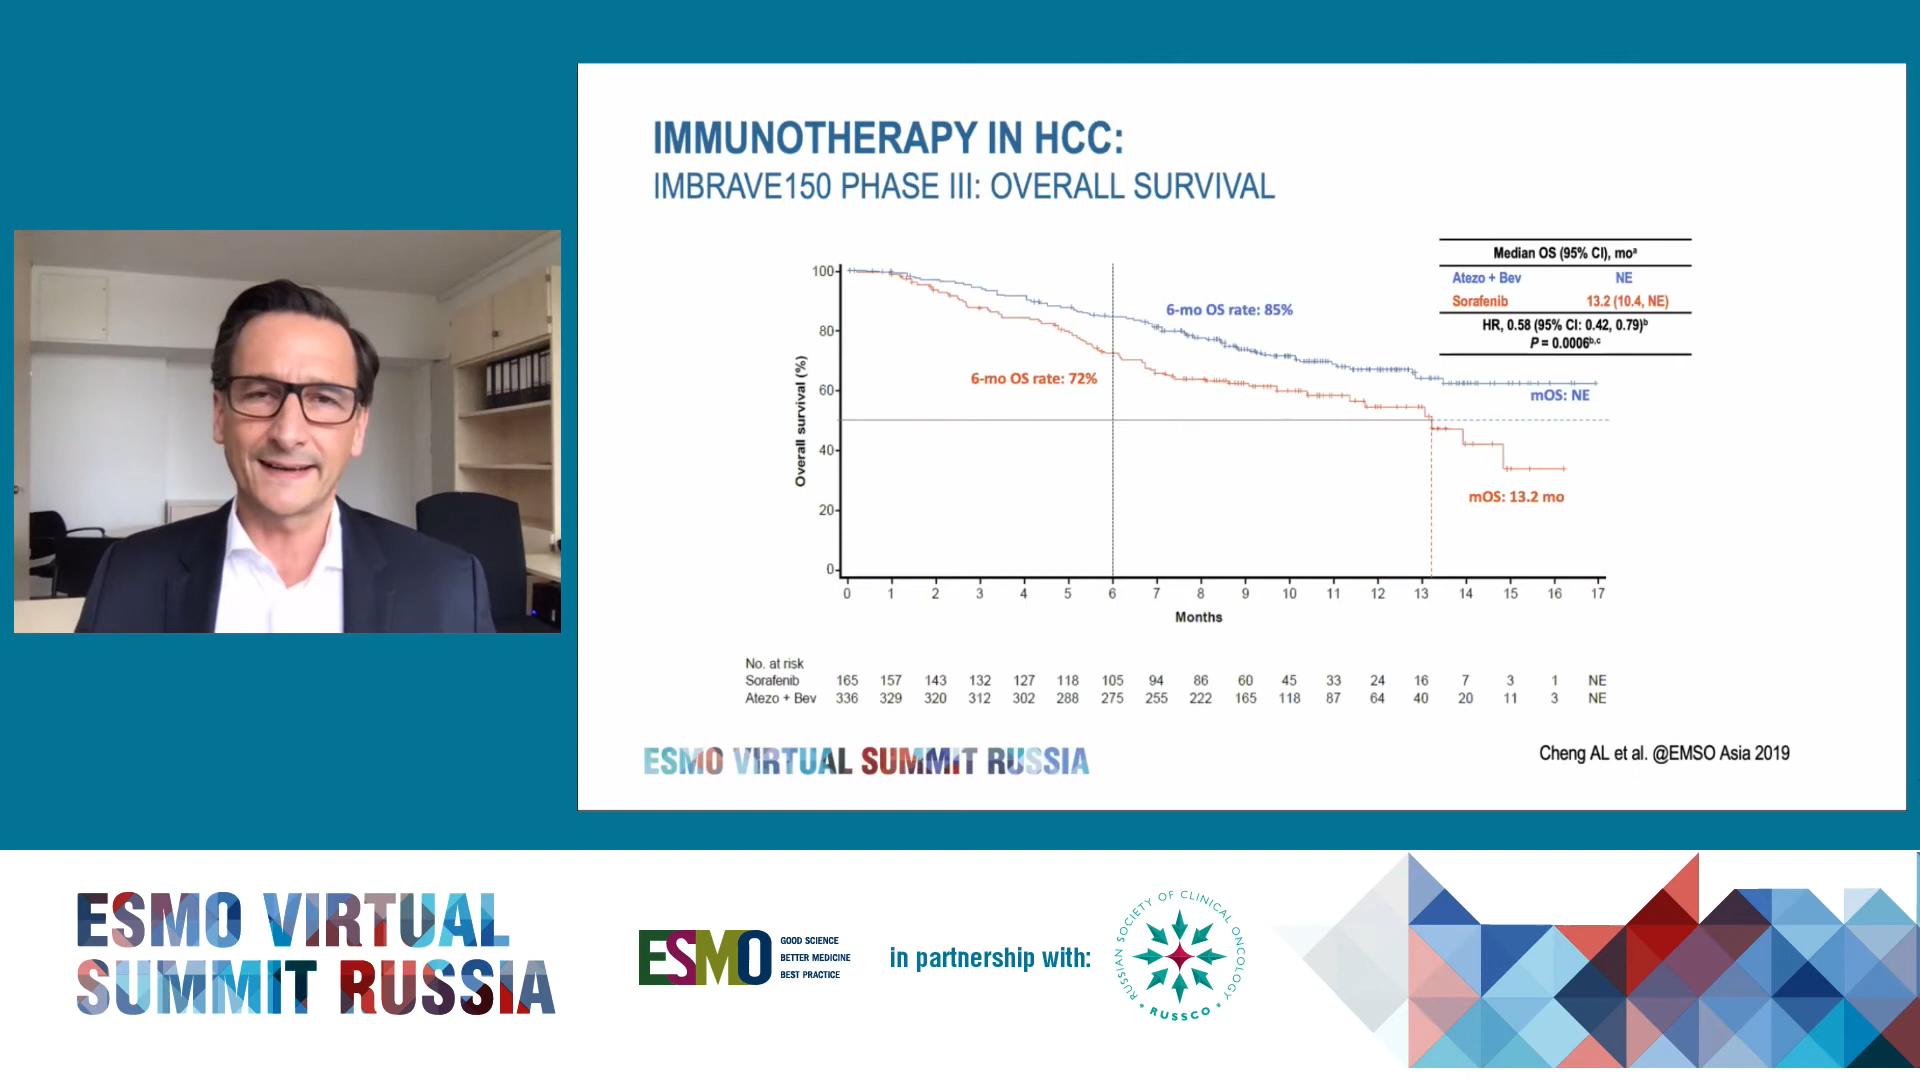 IMMUNOTHERAPY IN HCC:
IMBRAVE150 PHASE III: OVERALL SURVIVAL
Median OS (95% CI), moᵃ
Atezo + Bev NE
Sorafenib 13.2 (10.4, NE)
HR, 0.58 (95% CI: 0.42, 0.79)ᵇ
P = 0.0006ᵇ,ᶜ
Overall survival (%)
100
80
60
40
20
0
6-mo OS rate: 85%
6-mo OS rate: 72%
mOS: NE
mOS: 13.2 mo
0 1 2 3 4 5 6 7 8 9 10 11 12 13 14 15 16 17
Months
No. at risk
Sorafenib 165 157 143 132 127 118 105 94 86 60 45 33 24 16 7 3 1 NE
Atezo + Bev 336 329 320 312 302 288 275 255 222 165 118 87 64 40 20 11 3 NE
ESMO VIRTUAL SUMMIT RUSSIA
Cheng AL et al. @EMSO Asia 2019
ESMO VIRTUAL
SUMMIT RUSSIA
ESMO
GOOD SCIENCE
BETTER MEDICINE
BEST PRACTICE
in partnership with:
RUSSIAN SOCIETY OF CLINICAL ONCOLOGY
* RUSSCO *